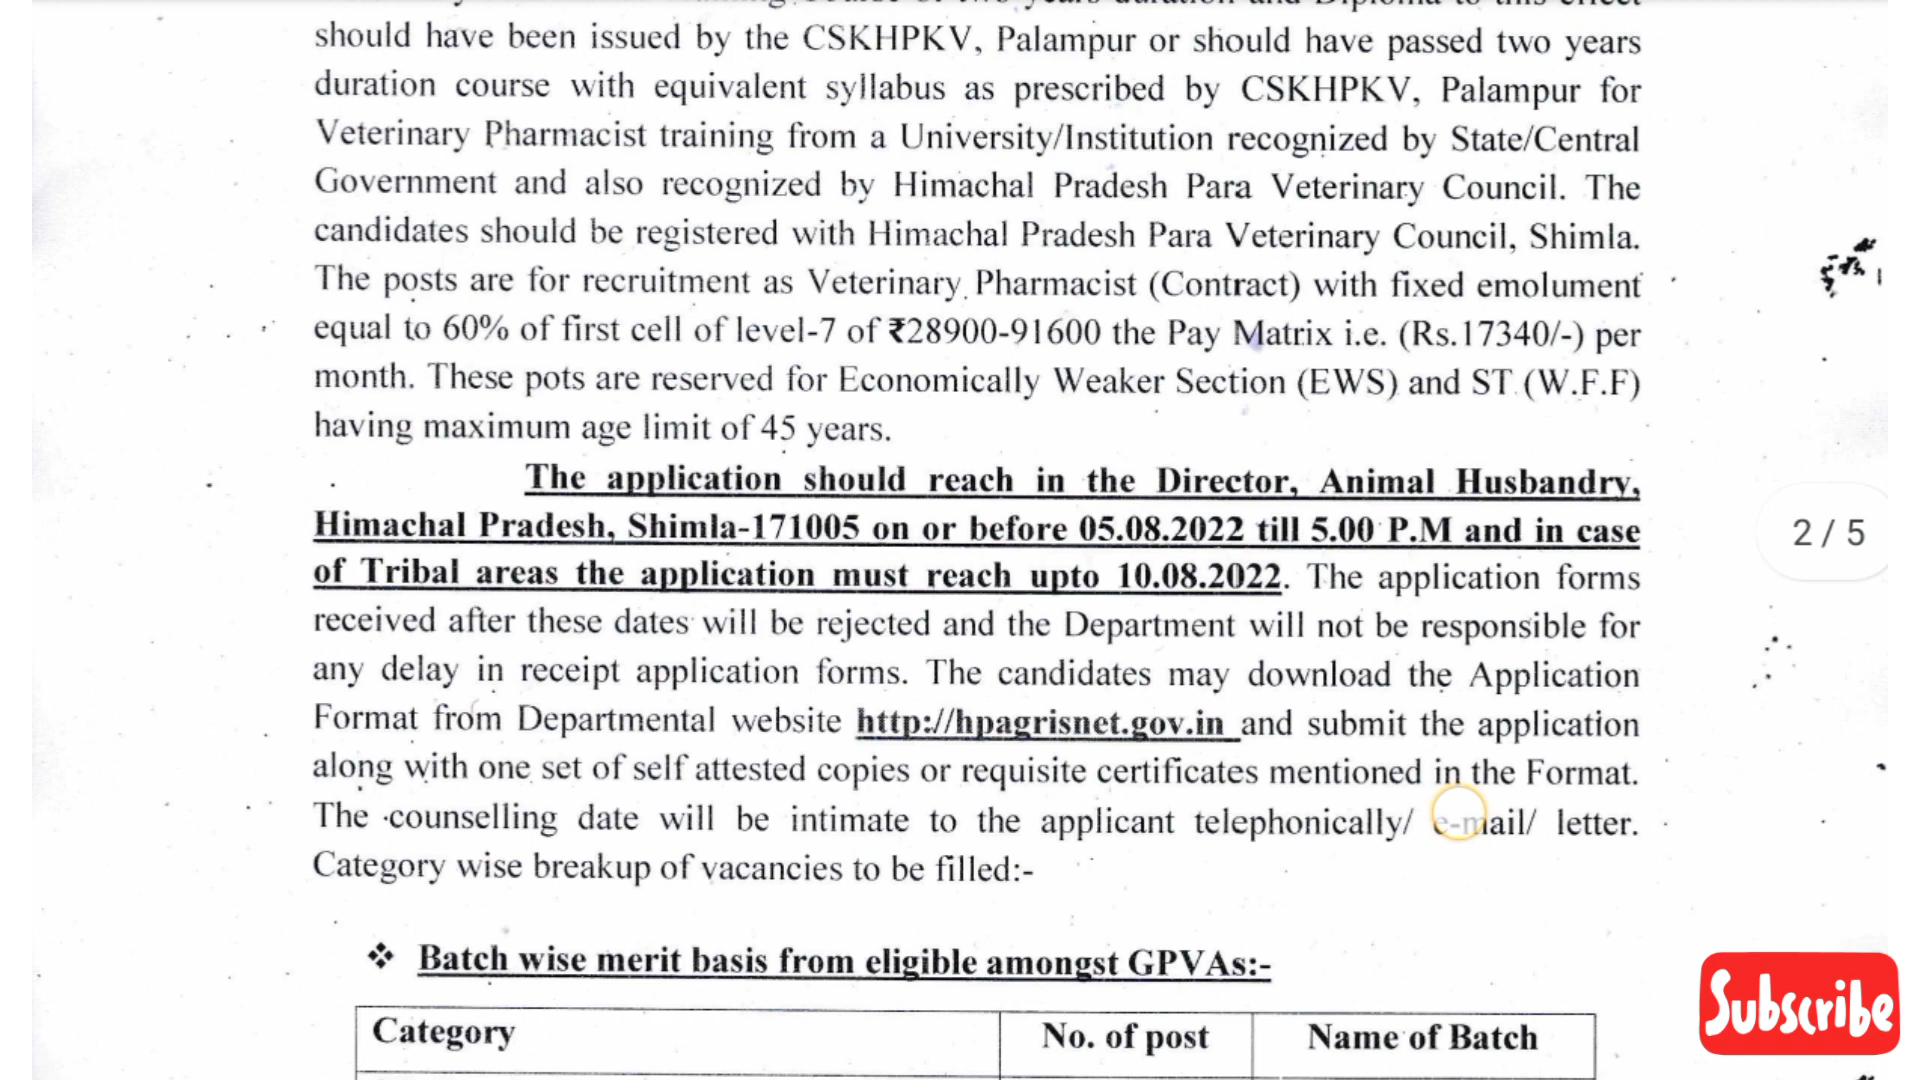 should have been issued by the CSKHPKV, Palampur or should have passed two years
duration course with equivalent syllabus as prescribed by CSKHPKV, Palampur for
Veterinary Pharmacist training from a University/Institution recognized by State/Central
Government and also recognized by Himachal Pradesh Para Veterinary Council. The
candidates should be registered with Himachal Pradesh Para Veterinary Council, Shimla.
The posts are for recruitment as Veterinary Pharmacist (Contract) with fixed emolument
equal to 60% of first cell of level-7 of ₹28900-91600 the Pay Matrix i.e. (Rs.17340/-) per
month. These pots are reserved for Economically Weaker Section (EWS) and ST (W.F.F)
having maximum age limit of 45 years.
The application should reach in the Director, Animal Husbandry,
Himachal Pradesh, Shimla-171005 on or before 05.08.2022 till 5.00 P.M and in case
of Tribal areas the application must reach upto 10.08.2022. The application forms
received after these dates will be rejected and the Department will not be responsible for
any delay in receipt application forms. The candidates may download the Application
Format from Departmental website http://hpagrisnet.gov.in and submit the application
along with one set of self attested copies or requisite certificates mentioned in the Format.
The counselling date will be intimate to the applicant telephonically/ e-mail/ letter.
Category wise breakup of vacancies to be filled:-
❖ Batch wise merit basis from eligible amongst GPVAs:-
Category No. of post Name of Batch
2 / 5
Subscribe